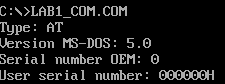 C:\>LAB1_COM.COM
Type: AT
Version MS-DOS: 5.0
Serial number OEM: 0
User serial number: 000000H